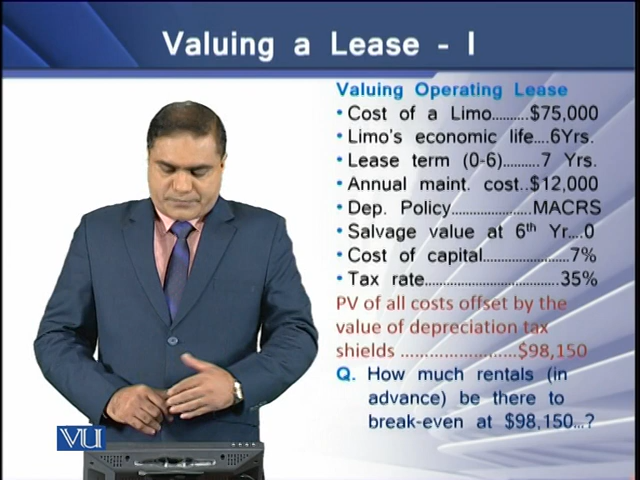 Valuing a Lease - I
Valuing Operating Lease
• Cost of a Limo..........$75,000
• Limo's economic life....6Yrs.
• Lease term (0-6)..........7 Yrs.
• Annual maint. cost..$12,000
• Dep. Policy......................MACRS
• Salvage value at 6th Yr....0
• Cost of capital........................7%
• Tax rate................................35%
PV of all costs offset by the
value of depreciation tax
shields ........................$98,150
Q. How much rentals (in
advance) be there to
break-even at $98,150...?
VU